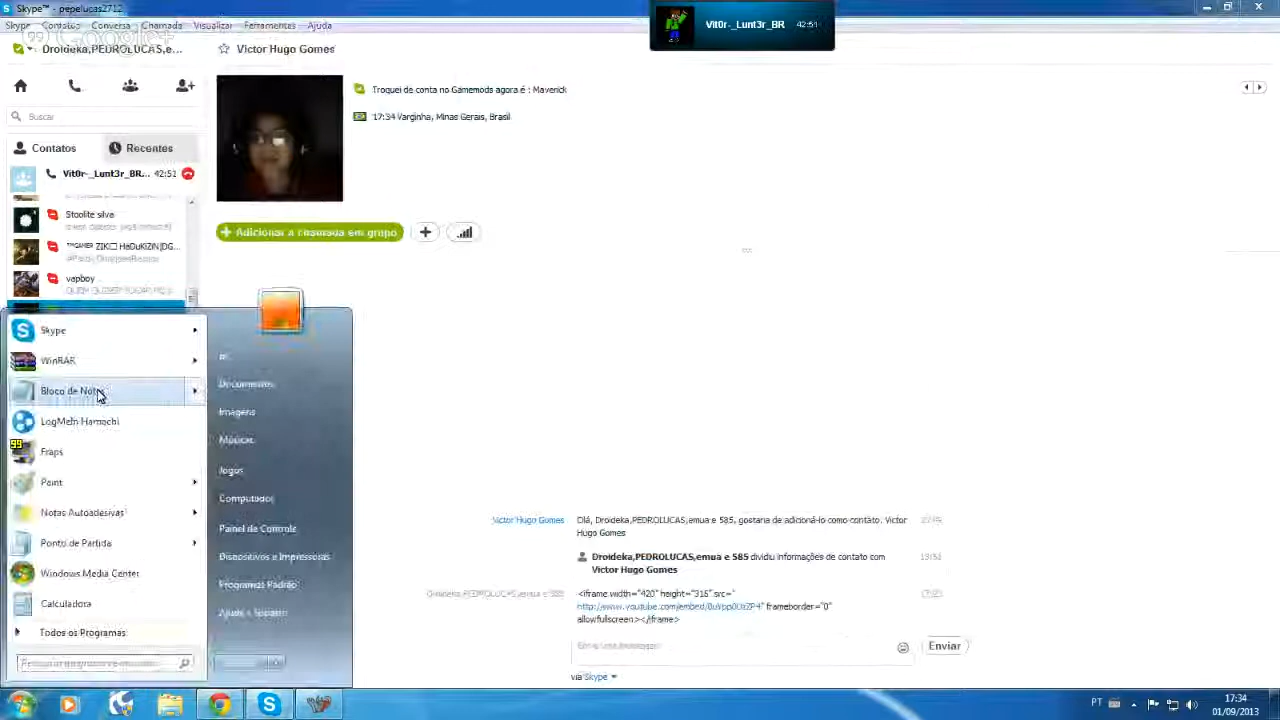 Skype™ - pepelucas2712
Skype Contatos Conversa Chamada Visualizar Ferramentas Ajuda
Vit0r-_Lunt3r_BR 42:51
Google+
Droideka,PEDROLUCAS,e...
Victor Hugo Gomes
Troquei de conta no Gamemods agora é : Maverick
17:34 Varginha, Minas Gerais, Brasil
Buscar
Contatos
Recentes
Vit0r-_Lunt3r_BR... 42:51
Stoolite silva
vapboy
Adicionar à chamada em grupo
Skype
WinRAR
Bloco de Notas
LogMeIn Hamachi
Fraps
Paint
Notas Autoadesivas
Ponto de Partida
Windows Media Center
Calculadora
Todos os Programas
Documentos
Imagens
Músicas
Jogos
Computador
Painel de Controle
Dispositivos e Impressoras
Programas Padrão
Ajuda e Suporte
Victor Hugo Gomes
Olá, Droideka,PEDROLUCAS,emua e 585, gostaria de adicioná-lo como contato. Victor
Hugo Gomes
Droideka,PEDROLUCAS,emua e 585 dividiu informações de contato com
Victor Hugo Gomes
Droideka,PEDROLUCAS,emua e 585
<iframe width="420" height="315" src="
frameborder="0"
allowfullscreen></iframe>
Enviar
via Skype
PT
17:34
01/09/2013